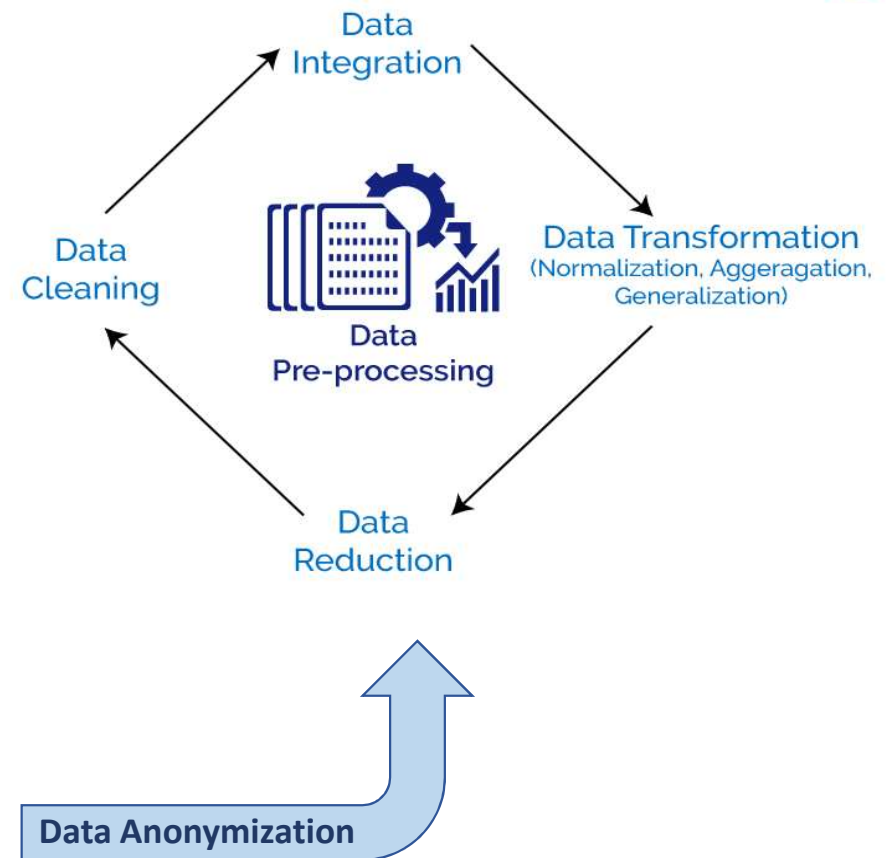 Data
Integration
Data
Cleaning
Data Transformation
(Normalization, Aggeragation,
Generalization)
Data
Pre-processing
Data
Reduction
Data Anonymization